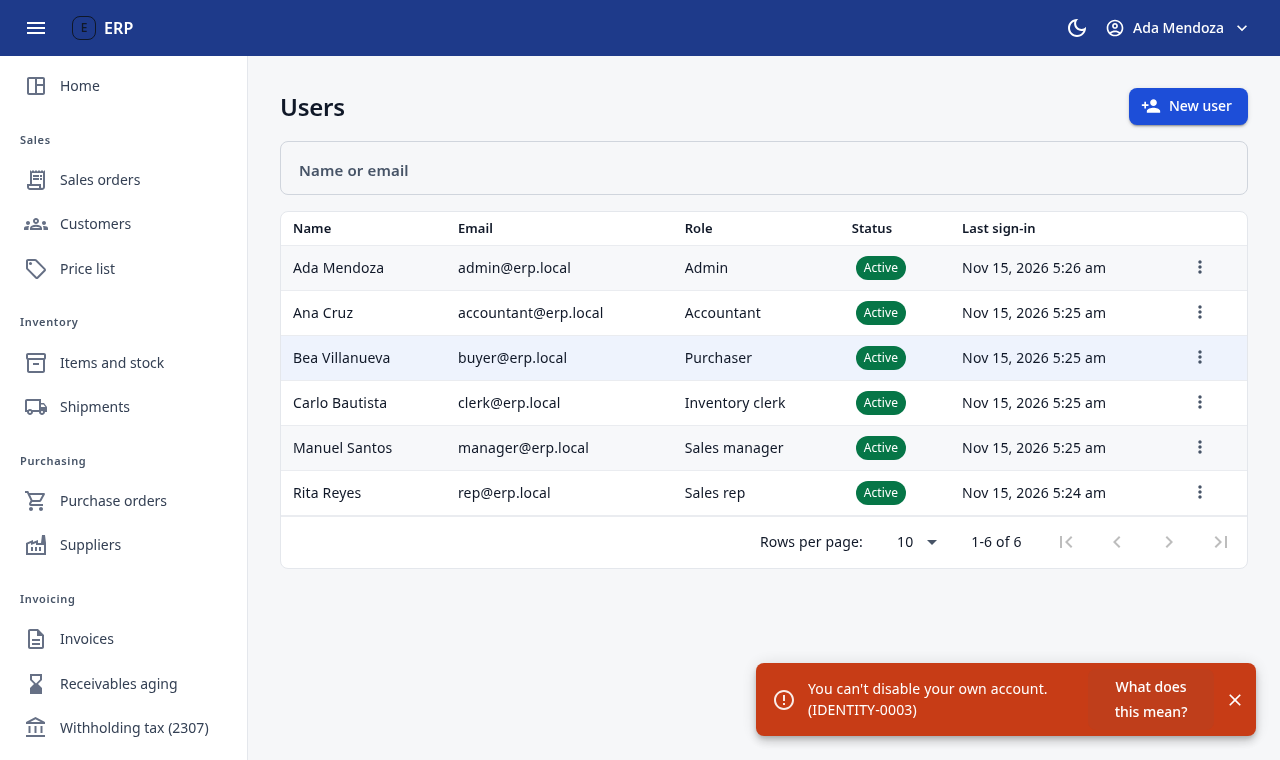 E ERP
Ada Mendoza
Home
Sales
Sales orders
Customers
Price list
Inventory
Items and stock
Shipments
Purchasing
Purchase orders
Suppliers
Invoicing
Invoices
Receivables aging
Withholding tax (2307)
Users
New user
Name or email
Name Email Role Status Last sign-in
Ada Mendoza admin@erp.local Admin Active Nov 15, 2026 5:26 am
Ana Cruz accountant@erp.local Accountant Active Nov 15, 2026 5:25 am
Bea Villanueva buyer@erp.local Purchaser Active Nov 15, 2026 5:25 am
Carlo Bautista clerk@erp.local Inventory clerk Active Nov 15, 2026 5:25 am
Manuel Santos manager@erp.local Sales manager Active Nov 15, 2026 5:25 am
Rita Reyes rep@erp.local Sales rep Active Nov 15, 2026 5:24 am
Rows per page: 10 1-6 of 6
You can't disable your own account.
(IDENTITY-0003)
What does
this mean?